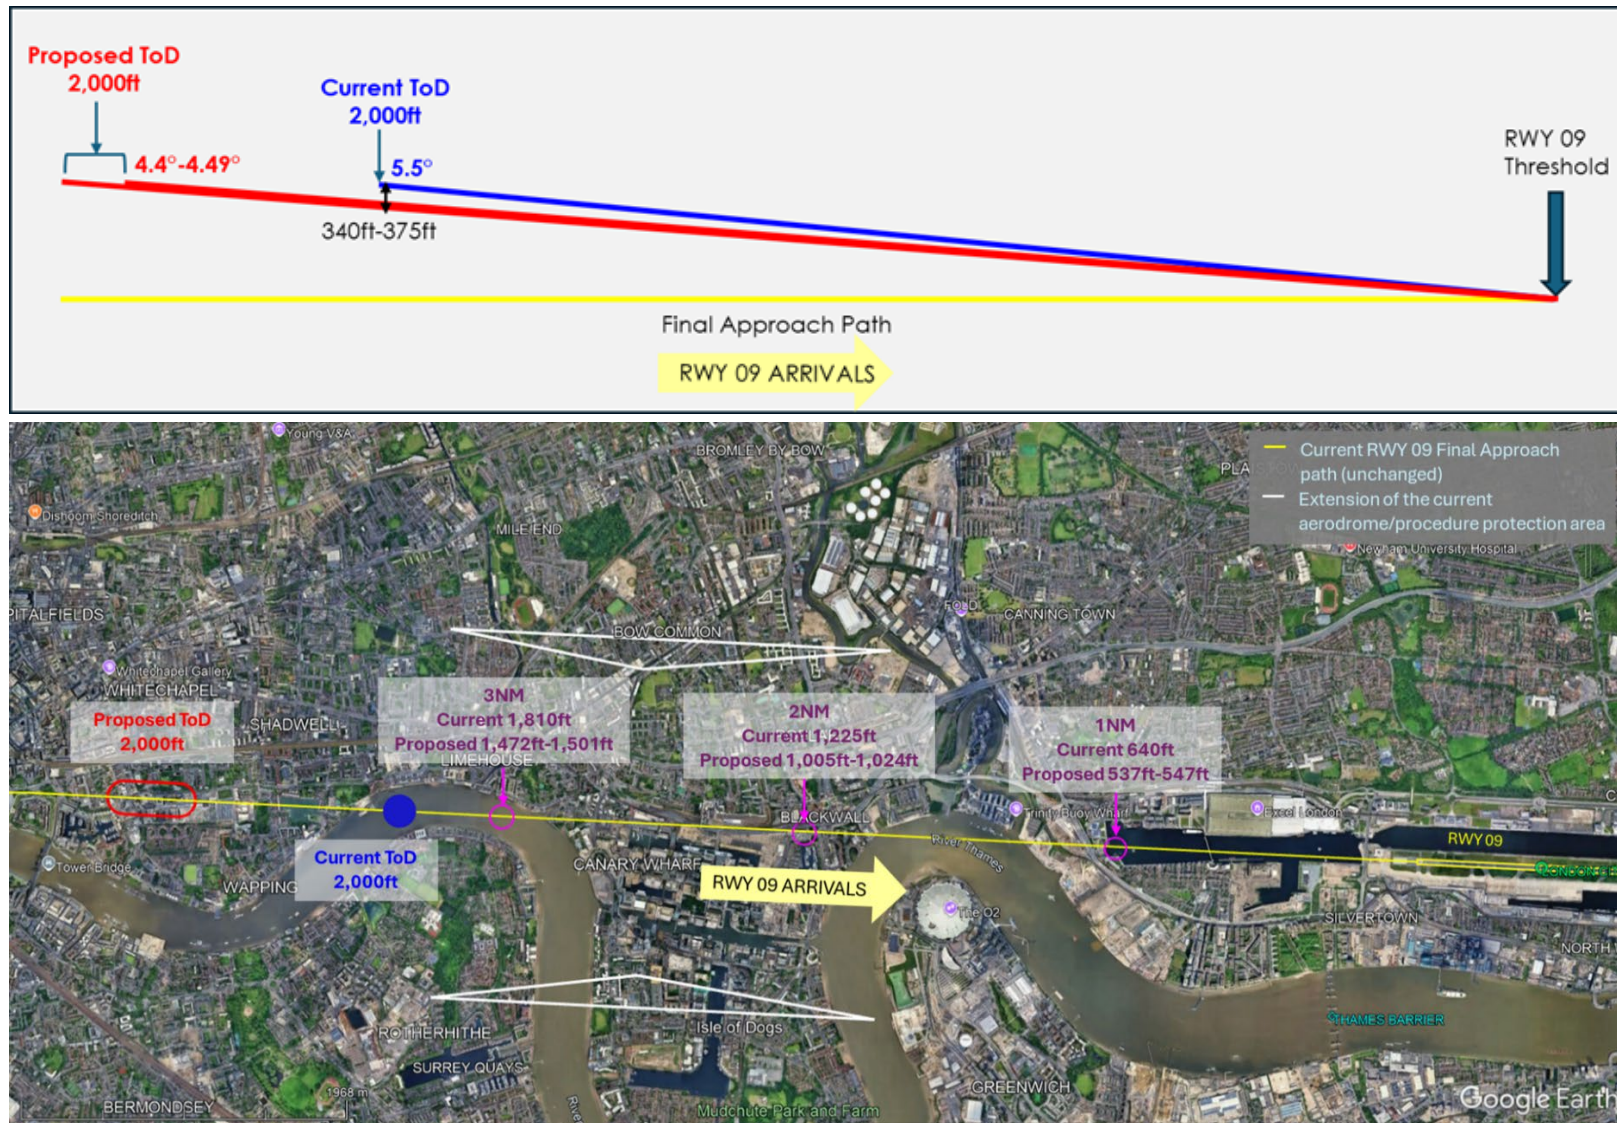 Proposed ToD
2,000ft
Current ToD
2,000ft
4.4°-4.49°
5.5°
340ft-375ft
RWY 09
Threshold
Final Approach Path
RWY 09 ARRIVALS
Young V&A
BROMLEY BY BOW
Current RWY 09 Final Approach
path (unchanged)
Extension of the current
aerodrome/procedure protection area
Dishoom Shoreditch
MILE END
Newham University Hospital
PITALFIELDS
FOLD
CANNING TOWN
BOW COMMON
Whitechapel Gallery
WHITECHAPEL
SHADWELL
Proposed ToD
2,000ft
3NM
Current 1,810ft
Proposed 1,472ft-1,501ft
LIMEHOUSE
2NM
Current 1,225ft
Proposed 1,005ft-1,024ft
1NM
Current 640ft
Proposed 537ft-547ft
BLACKWALL
Trinity Buoy Wharf
Excel London
RWY 09
River Thames
Tower Bridge
WAPPING
Current ToD
2,000ft
CANARY WHARF
RWY 09 ARRIVALS
The O2
SILVERTOWN
NORTH
ROTHERHITHE
Isle of Dogs
THAMES BARRIER
SURREY QUAYS
1968 m
BERMONDSEY
GREENWICH
Mudchute Park and Farm
Google Earth